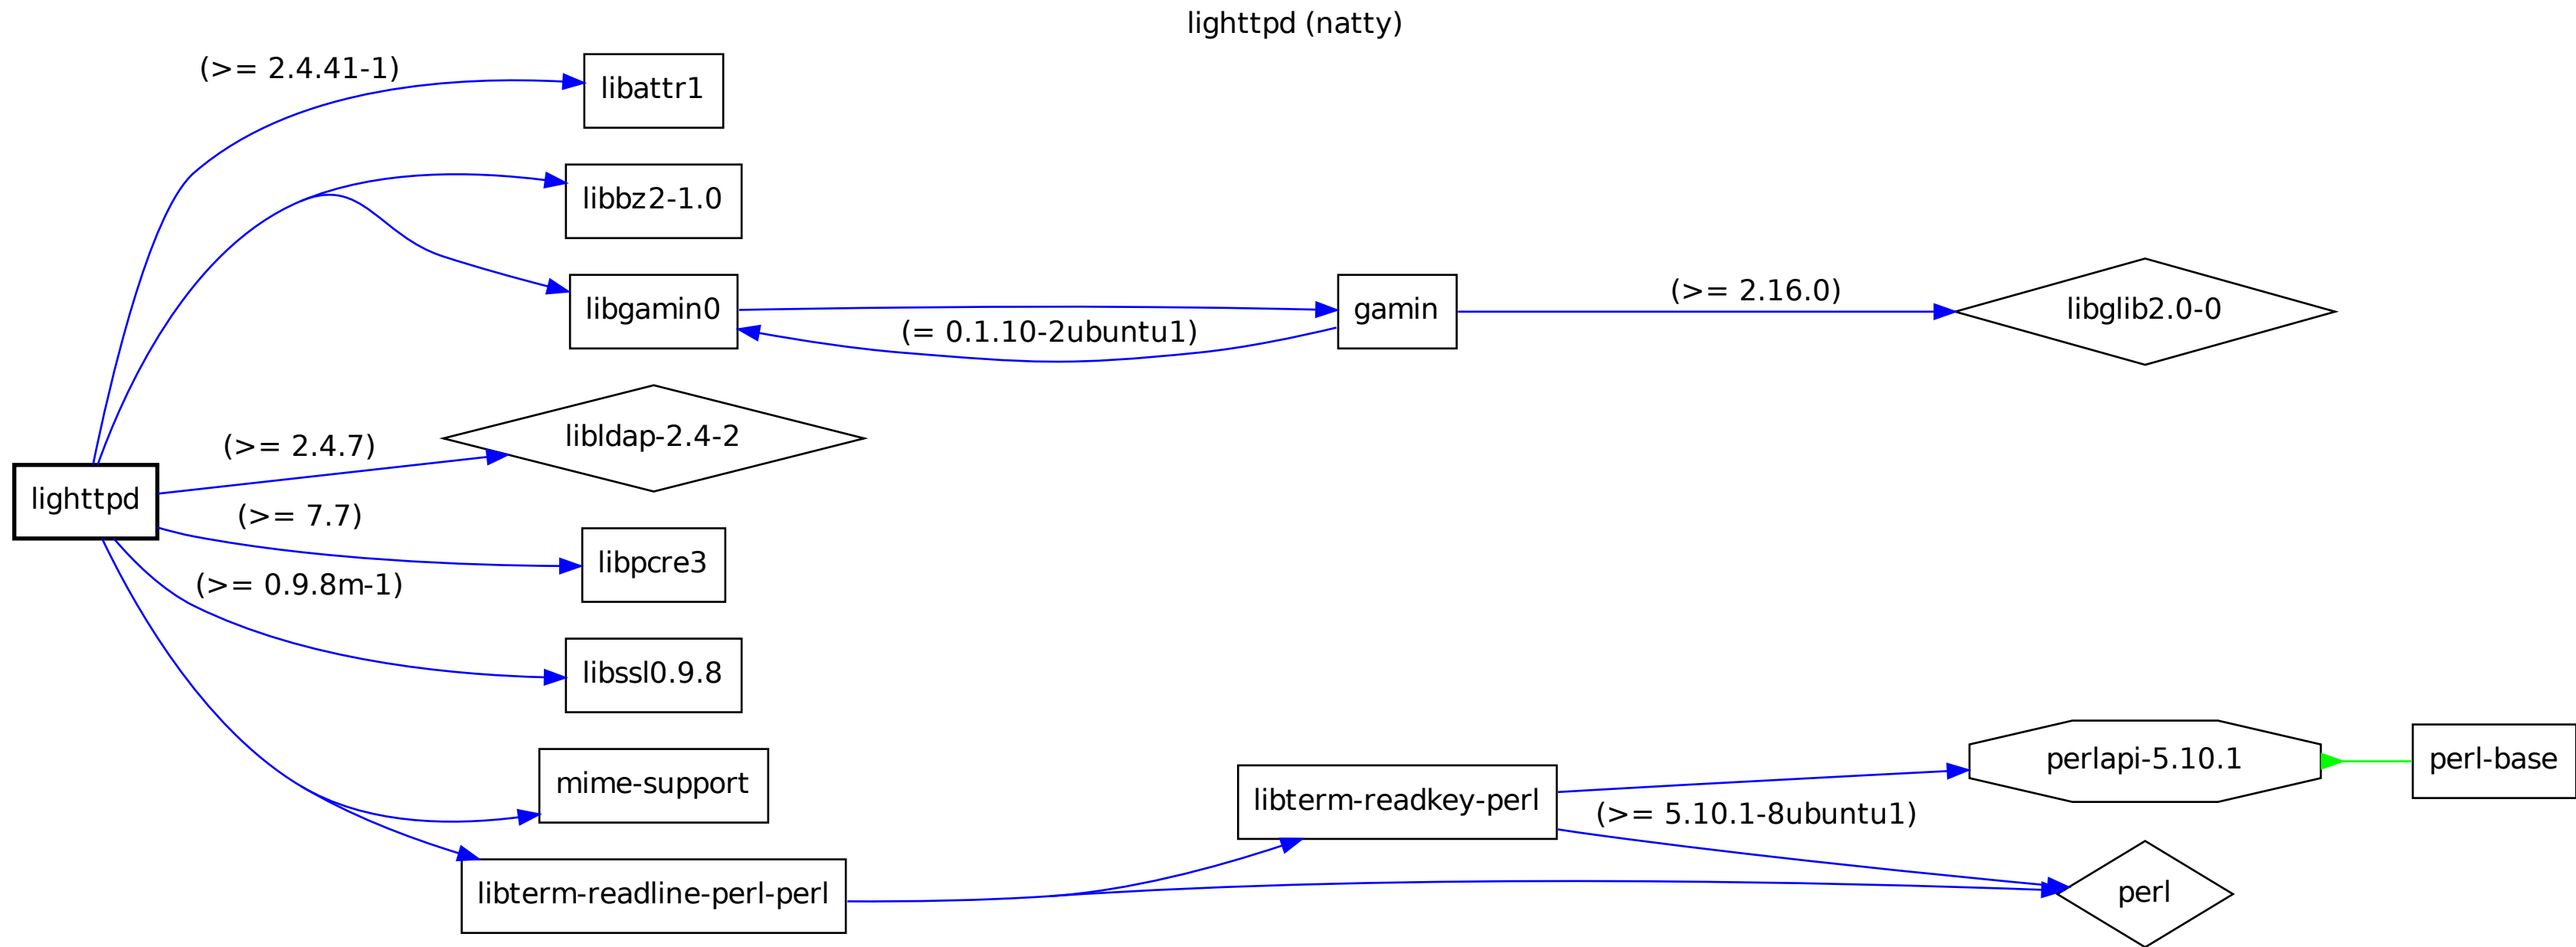 lighttpd (natty)
(>= 2.4.41-1)
libattr1
libbz2-1.0
libgamin0
(= 0.1.10-2ubuntu1)
gamin
(>= 2.16.0)
libglib2.0-0
(>= 2.4.7)
libldap-2.4-2
lighttpd
(>= 7.7)
libpcre3
(>= 0.9.8m-1)
libssl0.9.8
mime-support
libterm-readkey-perl
perlapi-5.10.1
perl-base
(>= 5.10.1-8ubuntu1)
libterm-readline-perl-perl
perl